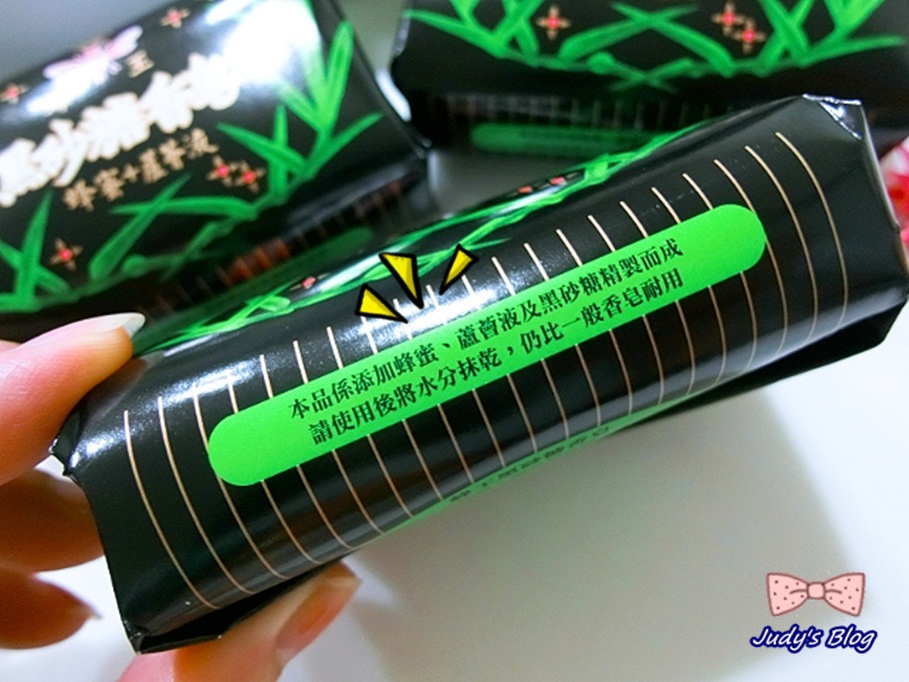 王
黑砂糖香皂
蜂蜜+蘆薈液
本品係添加蜂蜜、蘆薈液及黑砂糖精製而成
請使用後將水分抹乾，仍比一般香皂耐用
Judy's Blog